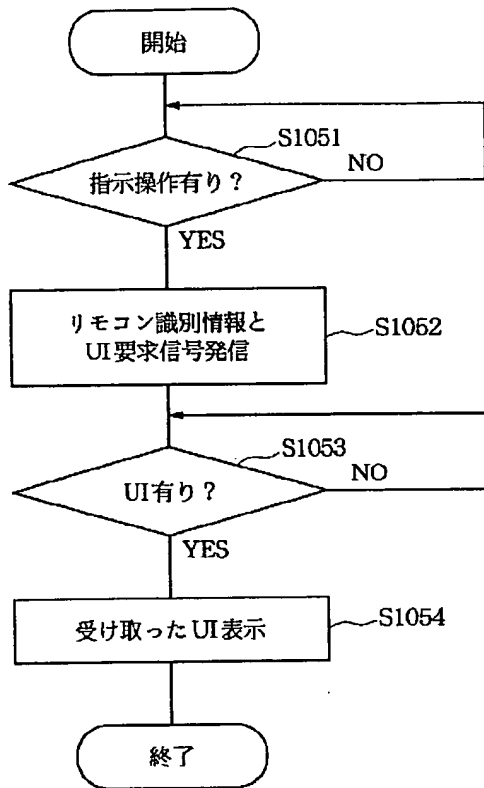 開始
S1051
指示操作有り？
NO
YES
リモコン識別情報と
UI要求信号発信
S1052
S1053
UI有り？
NO
YES
受け取ったUI表示
S1054
終了